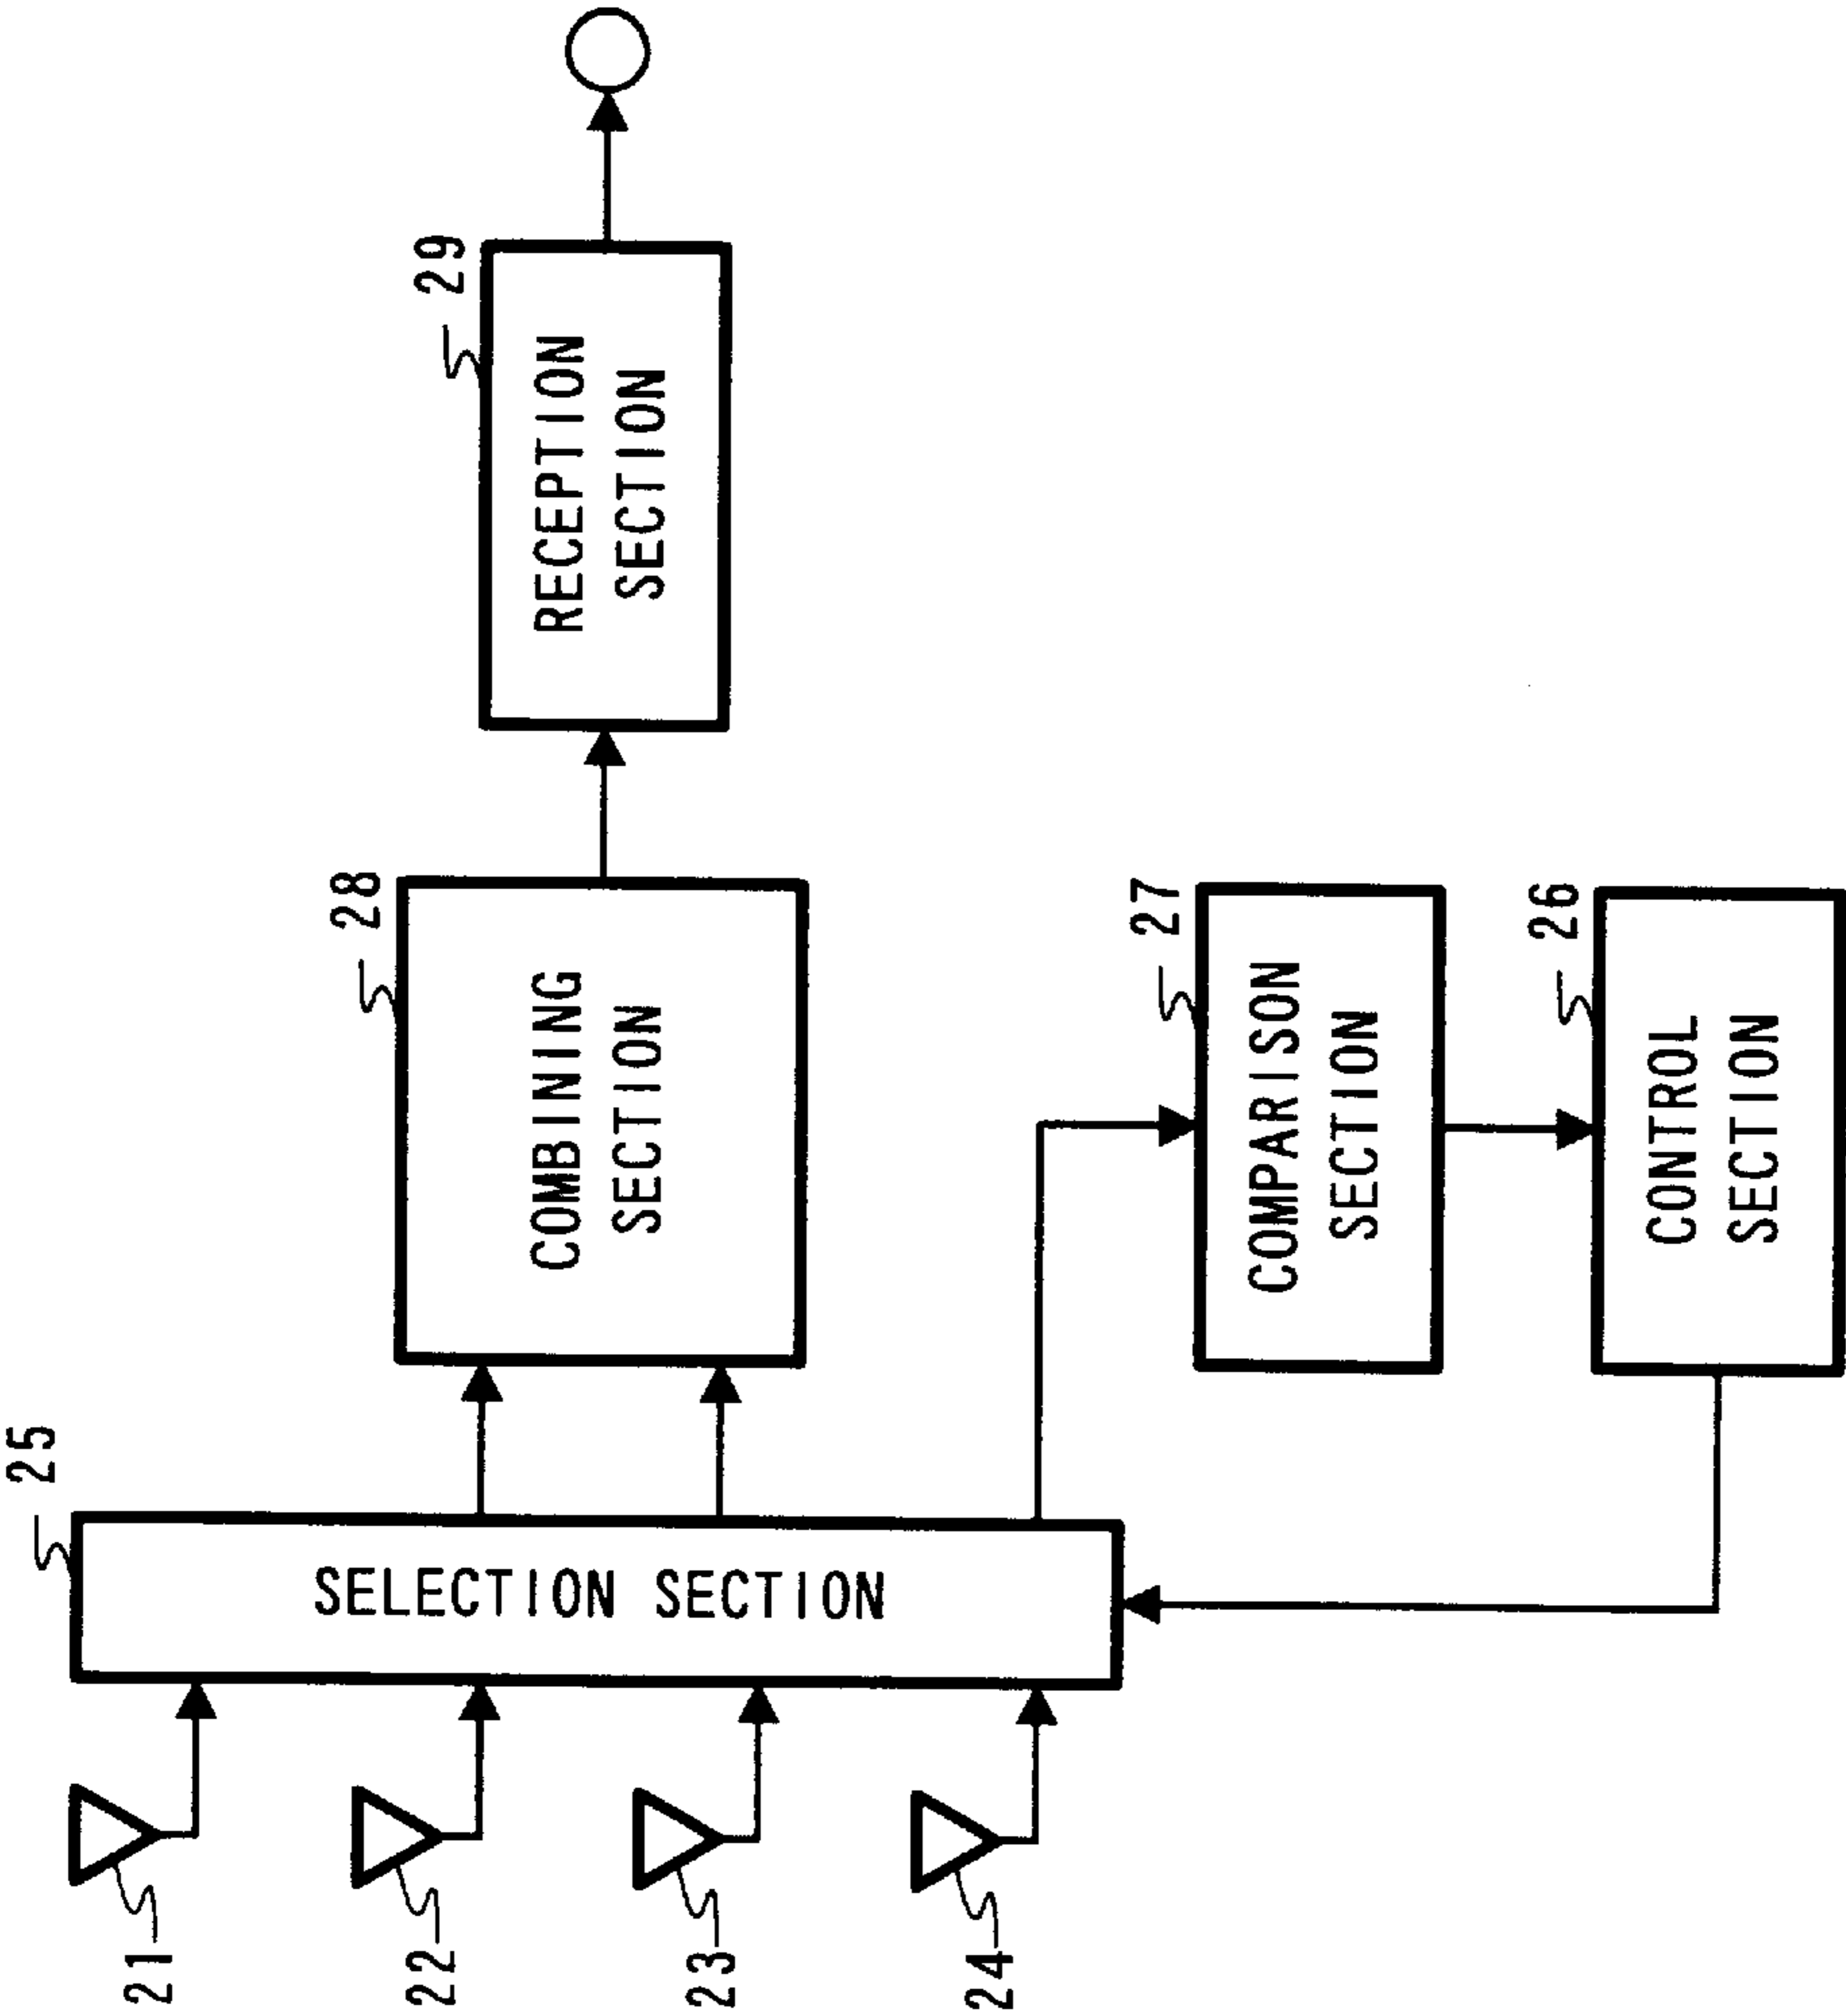 21
22
23
24
25
SELECTION SECTION
28
COMBINING
SECTION
29
RECEPTION
SECTION
27
COMPARISON
SECTION
26
CONTROL
SECTION